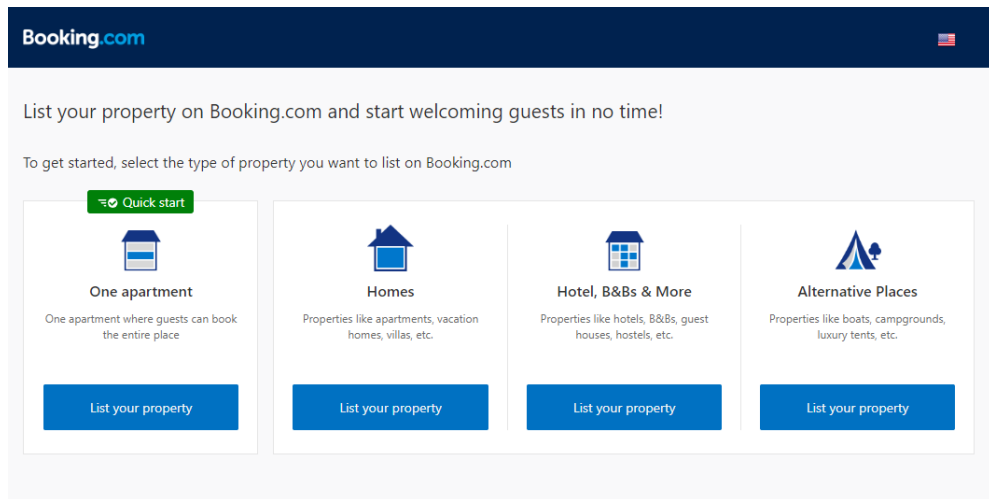 Booking.com
List your property on Booking.com and start welcoming guests in no time!
To get started, select the type of property you want to list on Booking.com
Quick start
One apartment
One apartment where guests can book
the entire place
List your property
Homes
Properties like apartments, vacation
homes, villas, etc.
List your property
Hotel, B&Bs & More
Properties like hotels, B&Bs, guest
houses, hostels, etc.
List your property
Alternative Places
Properties like boats, campgrounds,
luxury tents, etc.
List your property